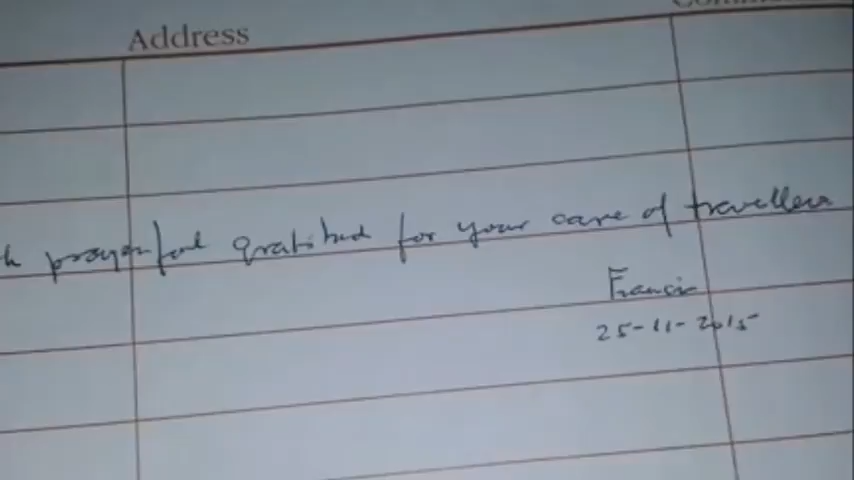 Address
prayerful gratitude for your care of travellers
Francis
25-11-2015